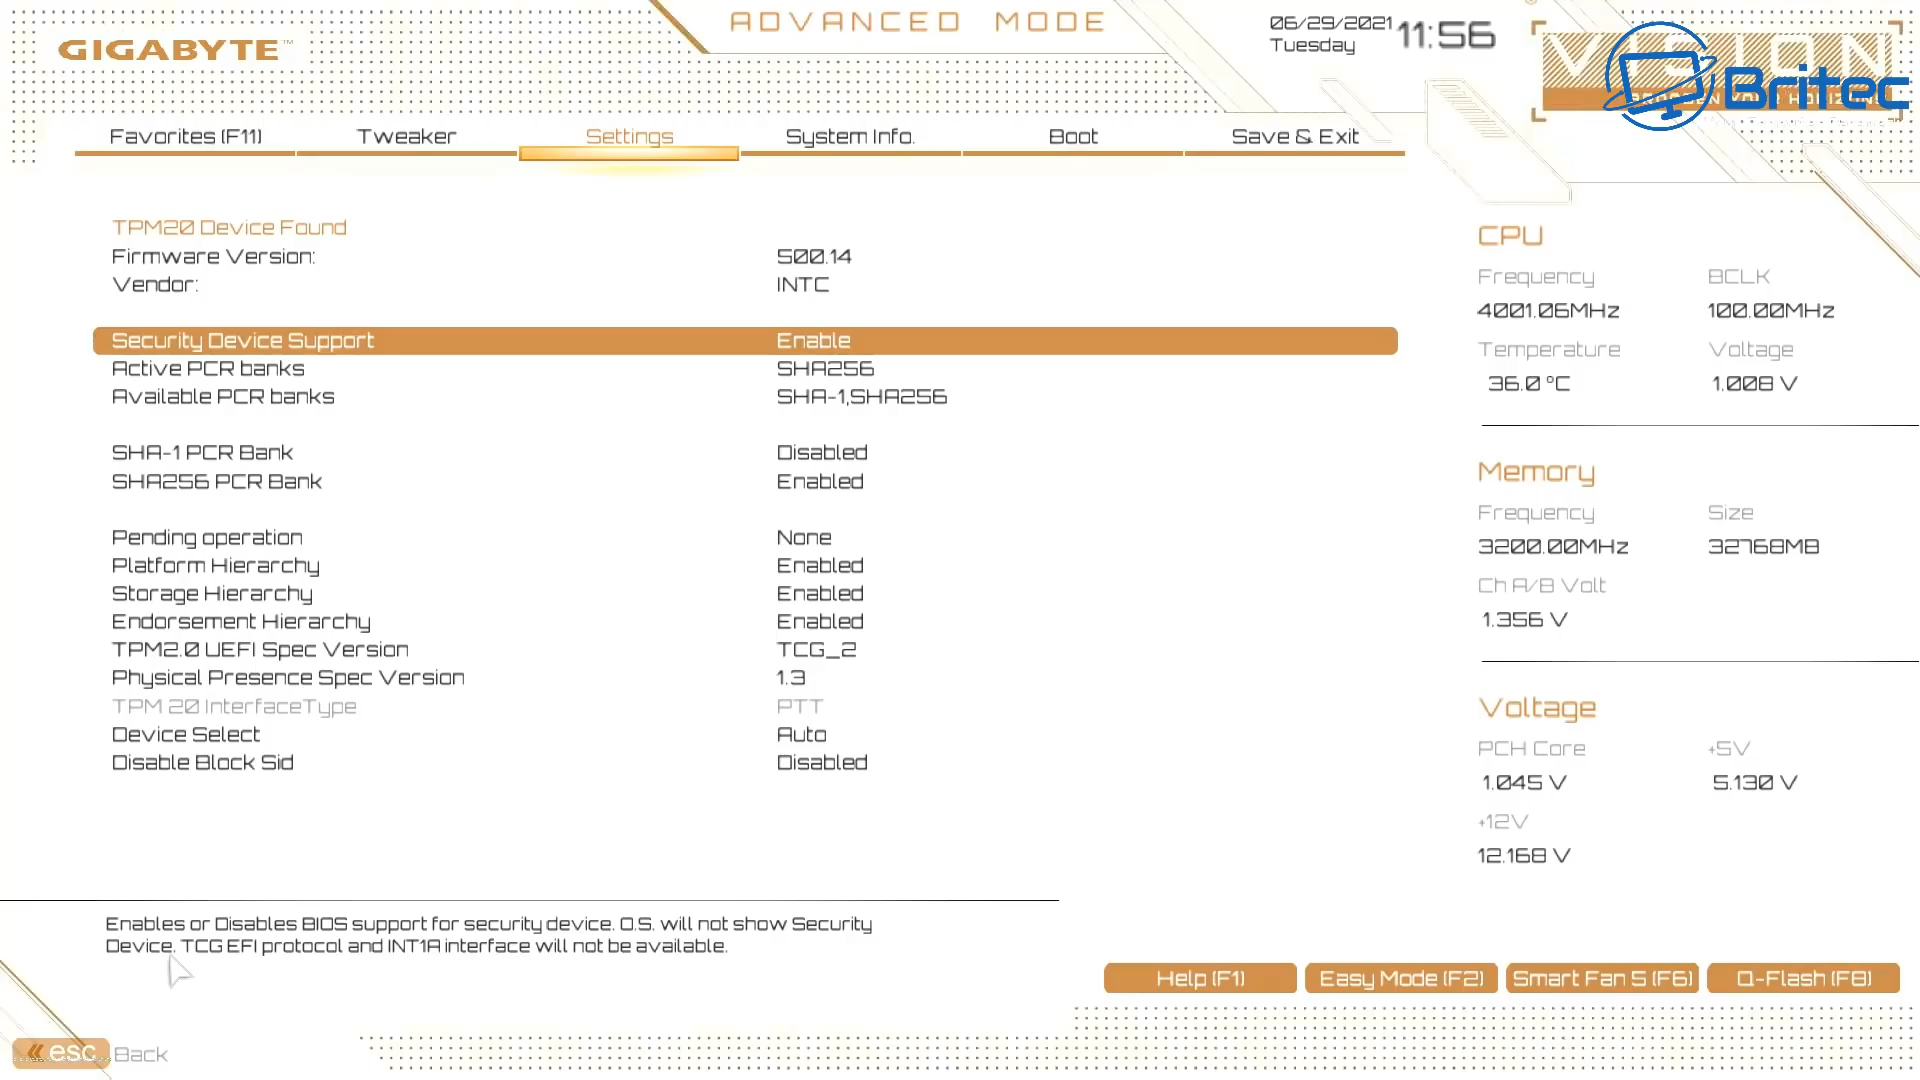 GIGABYTE™
ADVANCED MODE
06/29/2021
Tuesday
11:56
VISION
Britec
Favorites (F11)
Tweaker
Settings
System Info.
Boot
Save & Exit
TPM20 Device Found
Firmware Version: 500.14
Vendor: INTC
Security Device Support Enable
Active PCR banks SHA256
Available PCR banks SHA-1,SHA256
SHA-1 PCR Bank Disabled
SHA256 PCR Bank Enabled
Pending operation None
Platform Hierarchy Enabled
Storage Hierarchy Enabled
Endorsement Hierarchy Enabled
TPM2.0 UEFI Spec Version TCG_2
Physical Presence Spec Version 1.3
TPM 20 InterfaceType PTT
Device Select Auto
Disable Block Sid Disabled
CPU
Frequency BCLK
4001.06MHz 100.00MHz
Temperature Voltage
36.0 °C 1.008 V
Memory
Frequency Size
3200.00MHz 32768MB
Ch A/B Volt
1.356 V
Voltage
PCH Core +5V
1.045 V 5.130 V
+12V
12.168 V
Enables or Disables BIOS support for security device. O.S. will not show Security
Device. TCG EFI protocol and INT1A interface will not be available.
Help (F1)
Easy Mode (F2)
Smart Fan 5 (F6)
Q-Flash (F8)
esc Back